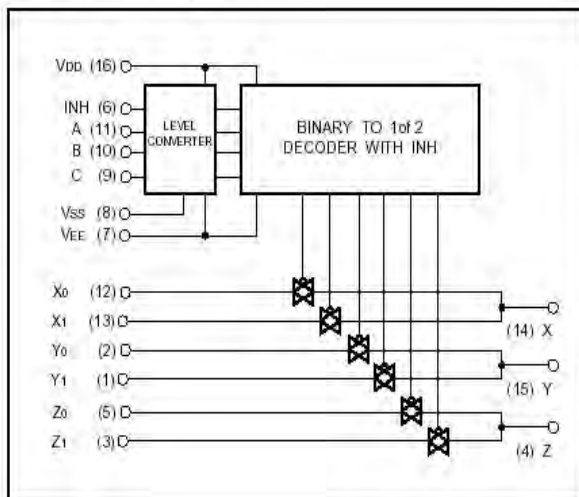 VDD (16)
INH (6)
A (11)
B (10)
C (9)
VSS (8)
VEE (7)
LEVEL
CONVERTER
BINARY TO 1of 2
DECODER WITH INH
X0 (12)
X1 (13)
(14) X
Y0 (2)
Y1 (1)
(15) Y
Z0 (5)
Z1 (3)
(4) Z